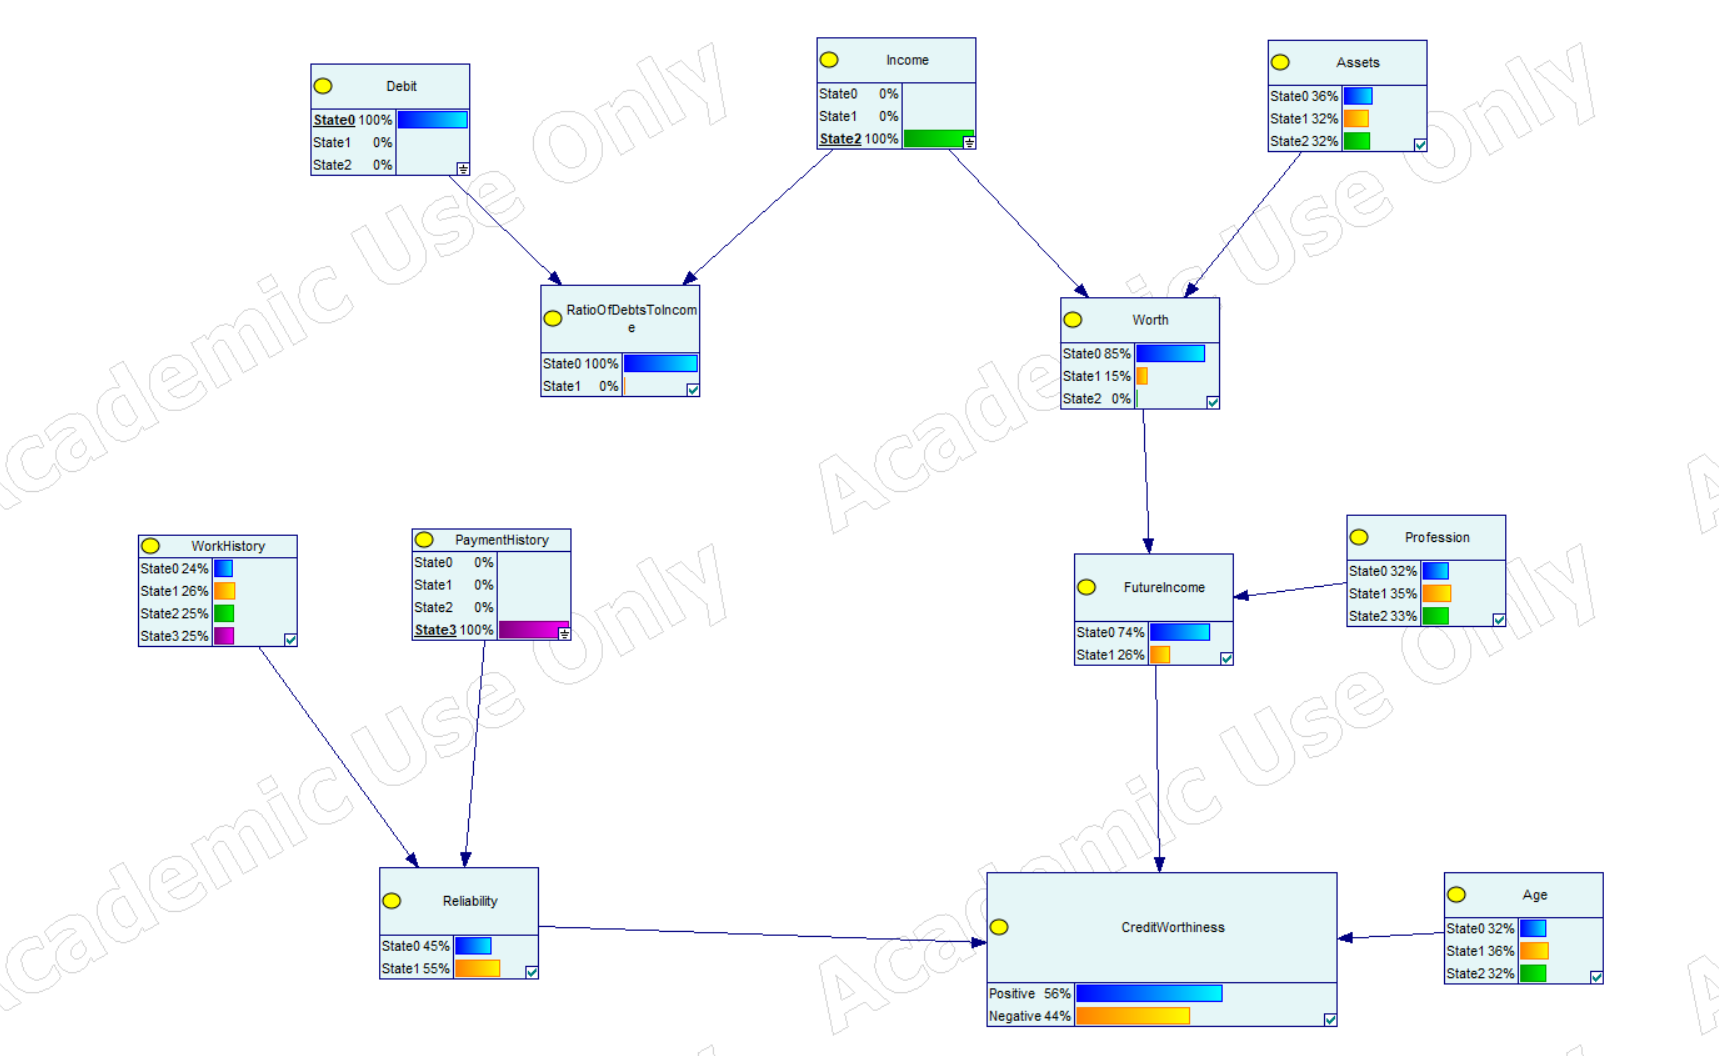 Debit
State0 100%
State1 0%
State2 0%
Income
State0 0%
State1 0%
State2 100%
Assets
State0 36%
State1 32%
State2 32%
RatioOfDebtsToIncom
e
State0 100%
State1 0%
Worth
State0 85%
State1 15%
State2 0%
WorkHistory
State0 24%
State1 26%
State2 25%
State3 25%
PaymentHistory
State0 0%
State1 0%
State2 0%
State3 100%
FutureIncome
State0 74%
State1 26%
Profession
State0 32%
State1 35%
State2 33%
Reliability
State0 45%
State1 55%
CreditWorthiness
Positive 56%
Negative 44%
Age
State0 32%
State1 36%
State2 32%
Academic Use Only
Academic Use Only
Academic Use Only
Academic Use Only